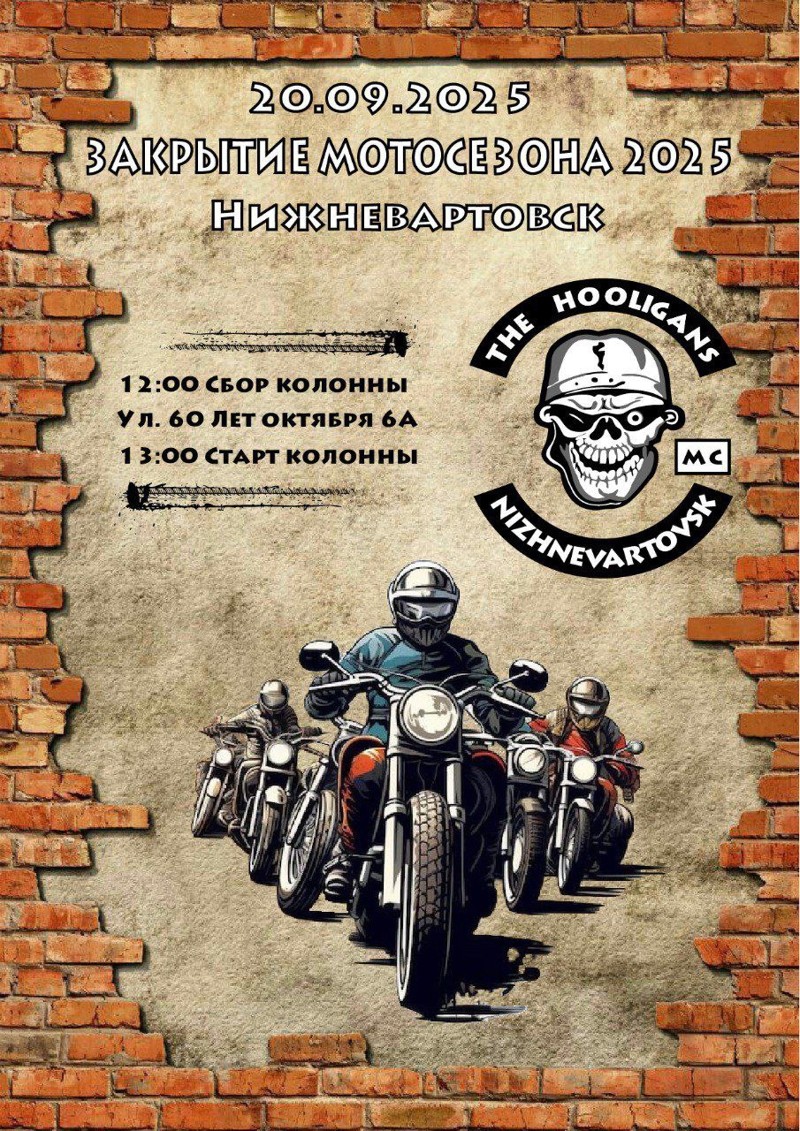 20.09.2025
ЗАКРЫТИЕ МОТОСЕЗОНА 2025
НИЖНЕВАРТОВСК
THE HOOLIGANS
12:00 СБОР КОЛОННЫ
УЛ. 60 ЛЕТ ОКТЯБРЯ 6А
13:00 СТАРТ КОЛОННЫ
MC
NIZHNEVARTOVSK